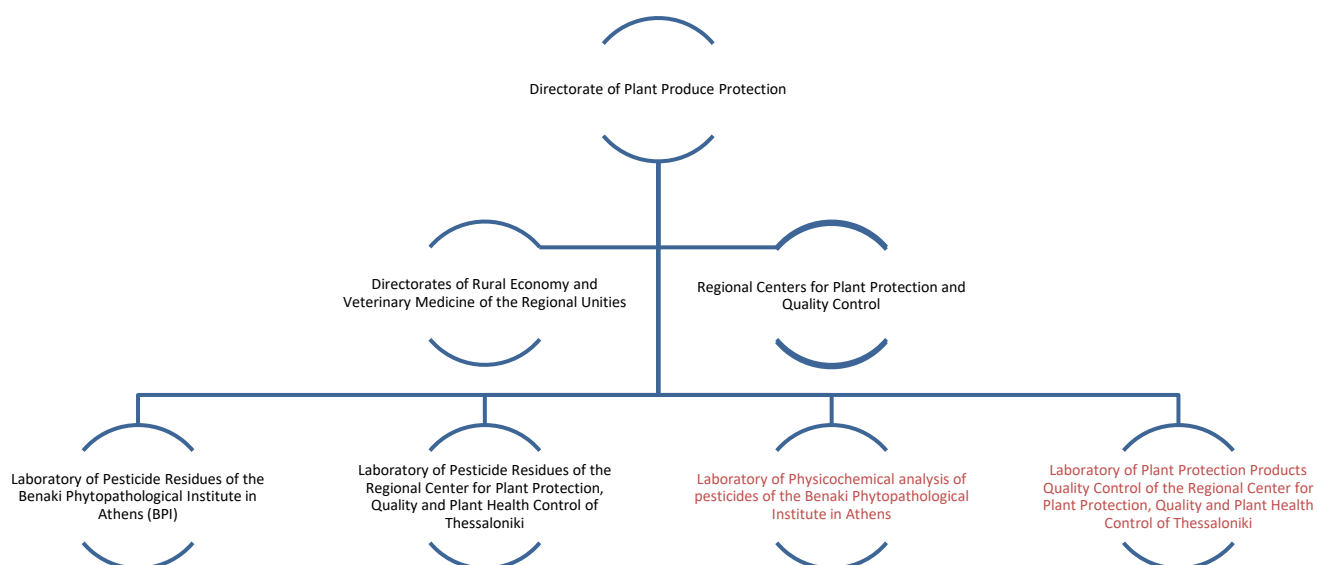 Directorate of Plant Produce Protection
Directorates of Rural Economy and
Veterinary Medicine of the Regional Unities
Regional Centers for Plant Protection and
Quality Control
Laboratory of Pesticide Residues of the
Benaki Phytopathological Institute in
Athens (BPI)
Laboratory of Pesticide Residues of the
Regional Center for Plant Protection,
Quality and Plant Health Control of
Thessaloniki
Laboratory of Physicochemical analysis of
pesticides of the Benaki Phytopathological
Institute in Athens
Laboratory of Plant Protection Products
Quality Control of the Regional Center for
Plant Protection, Quality and Plant Health
Control of Thessaloniki